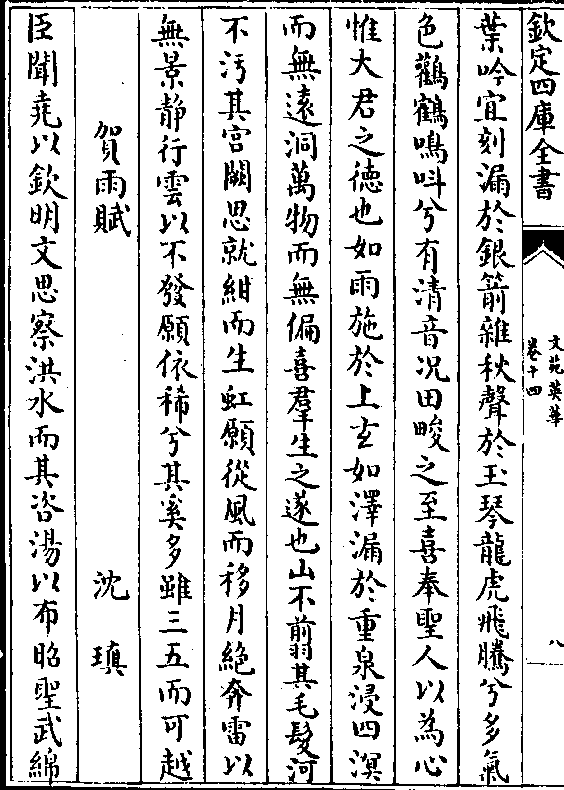 欽定四庫全書
文苑英華
卷十四
八
葉吟宜刻漏於銀箭雜秋聲於玉琴龍虎飛騰兮多氣
色鸛鶴鳴呌兮有清音况田畯之至喜奉聖人以為心
惟大君之德也如雨施於上玄如澤漏於重泉浸四溟
而無遠洞萬物而無偏喜羣生之遂也山不翦其毛髮河
不污其宫闕思就紺而生虹願從風而移月絶奔雷以
無景静行雲以不發願依稀兮其奚多雖三五而可越
賀雨賦 沈瑱
臣聞堯以欽明文思察洪水而其咨湯以布昭聖武綿